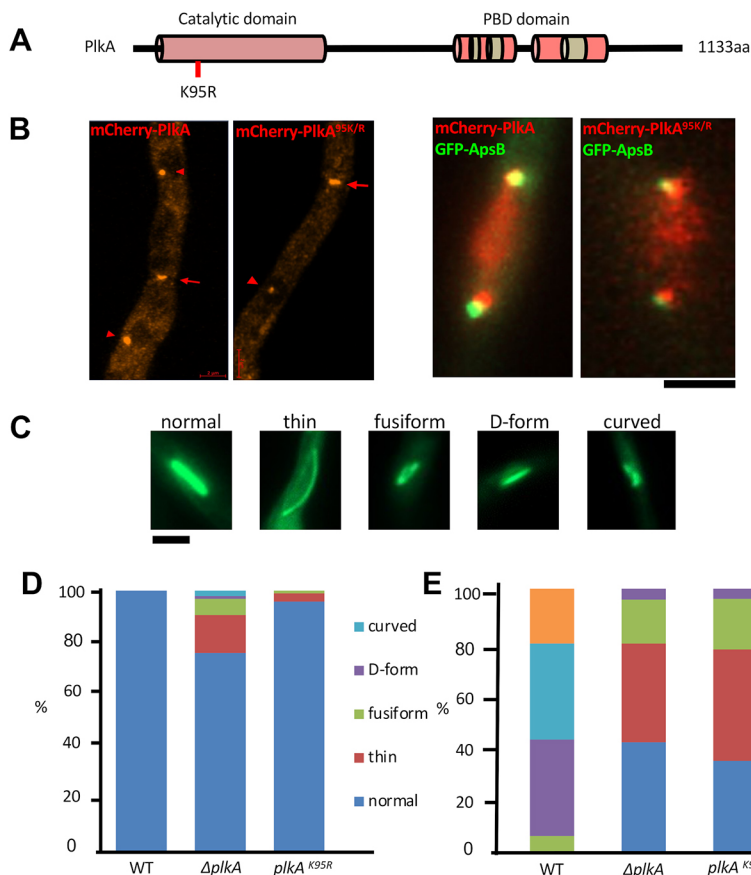 A
Catalytic domain
PBD domain
PlkA
1133aa
K95R
B
mCherry-PlkA
mCherry-PlkA95K/R
mCherry-PlkA
GFP-ApsB
mCherry-PlkA95K/R
GFP-ApsB
C
normal
thin
fusiform
D-form
curved
D
100
80
60
40
20
0
%
WT
ΔplkA
plkA K95R
curved
D-form
fusiform
thin
normal
E
100
80
60
40
20
0
%
WT
ΔplkA
plkA K9